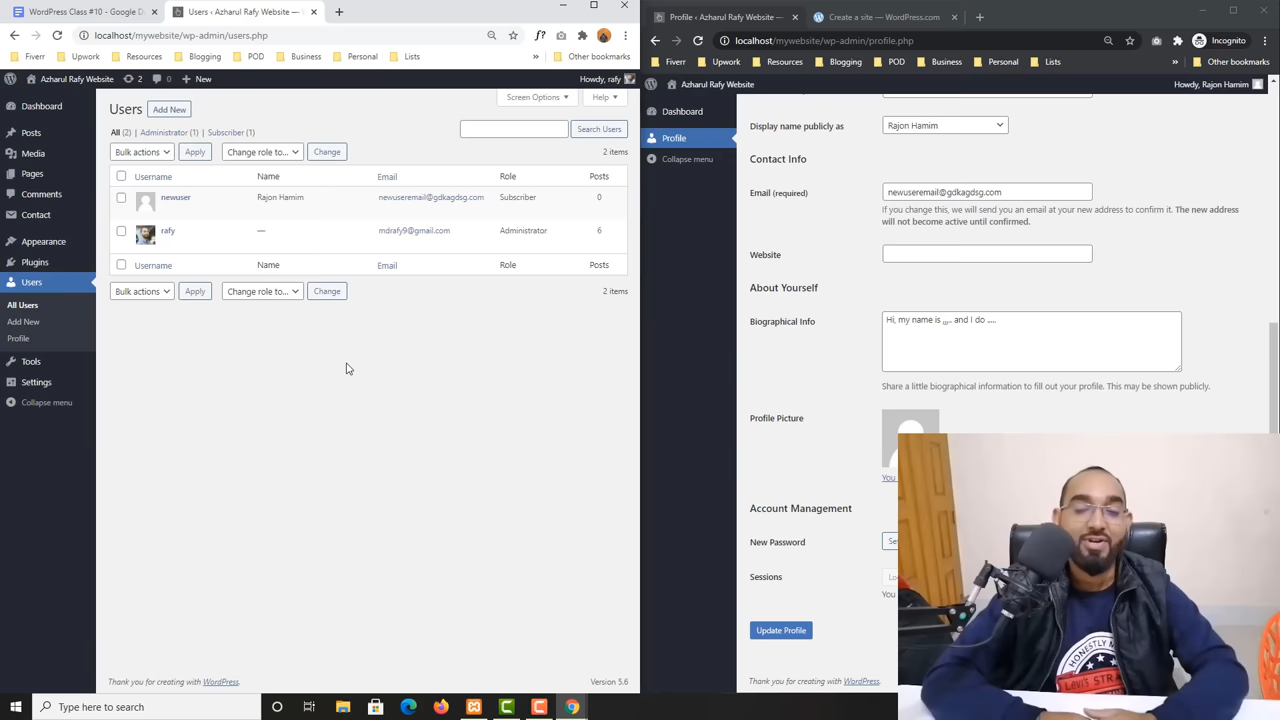 WordPress Class #10 - Google D
Users ‹ Azharul Rafy Website —
localhost/mywebsite/wp-admin/users.php
Fiverr
Upwork
Resources
Blogging
POD
Business
Personal
Lists
Other bookmarks
Azharul Rafy Website
2
0
New
Howdy, rafy
Dashboard
Posts
Media
Pages
Comments
Contact
Appearance
Plugins
Users
All Users
Add New
Profile
Tools
Settings
Collapse menu
Users
Add New
Screen Options
Help
All (2) | Administrator (1) | Subscriber (1)
Search Users
Bulk actions
Apply
Change role to...
Change
2 items
Username Name Email Role Posts
newuser Rajon Hamim newuseremail@gdkagdsg.com Subscriber 0
rafy — mdrafy9@gmail.com Administrator 6
Username Name Email Role Posts
Bulk actions
Apply
Change role to...
Change
2 items
Thank you for creating with WordPress.
Version 5.6
Profile ‹ Azharul Rafy Website —
Create a site — WordPress.com
localhost/mywebsite/wp-admin/profile.php
Incognito
Fiverr
Upwork
Resources
Blogging
POD
Business
Personal
Lists
Other bookmarks
Azharul Rafy Website
Howdy, Rajon Hamim
Dashboard
Profile
Collapse menu
Display name publicly as
Rajon Hamim
Contact Info
Email (required)
newuseremail@gdkagdsg.com
If you change this, we will send you an email at your new address to confirm it. The new address
will not become active until confirmed.
Website
About Yourself
Biographical Info
Hi, my name is ,,,.. and I do .....
Share a little biographical information to fill out your profile. This may be shown publicly.
Profile Picture
You
Account Management
New Password
Se
Sessions
Lo
You
Update Profile
Thank you for creating with WordPress.
HONESTLY M
LEVI'S STRA
Type here to search